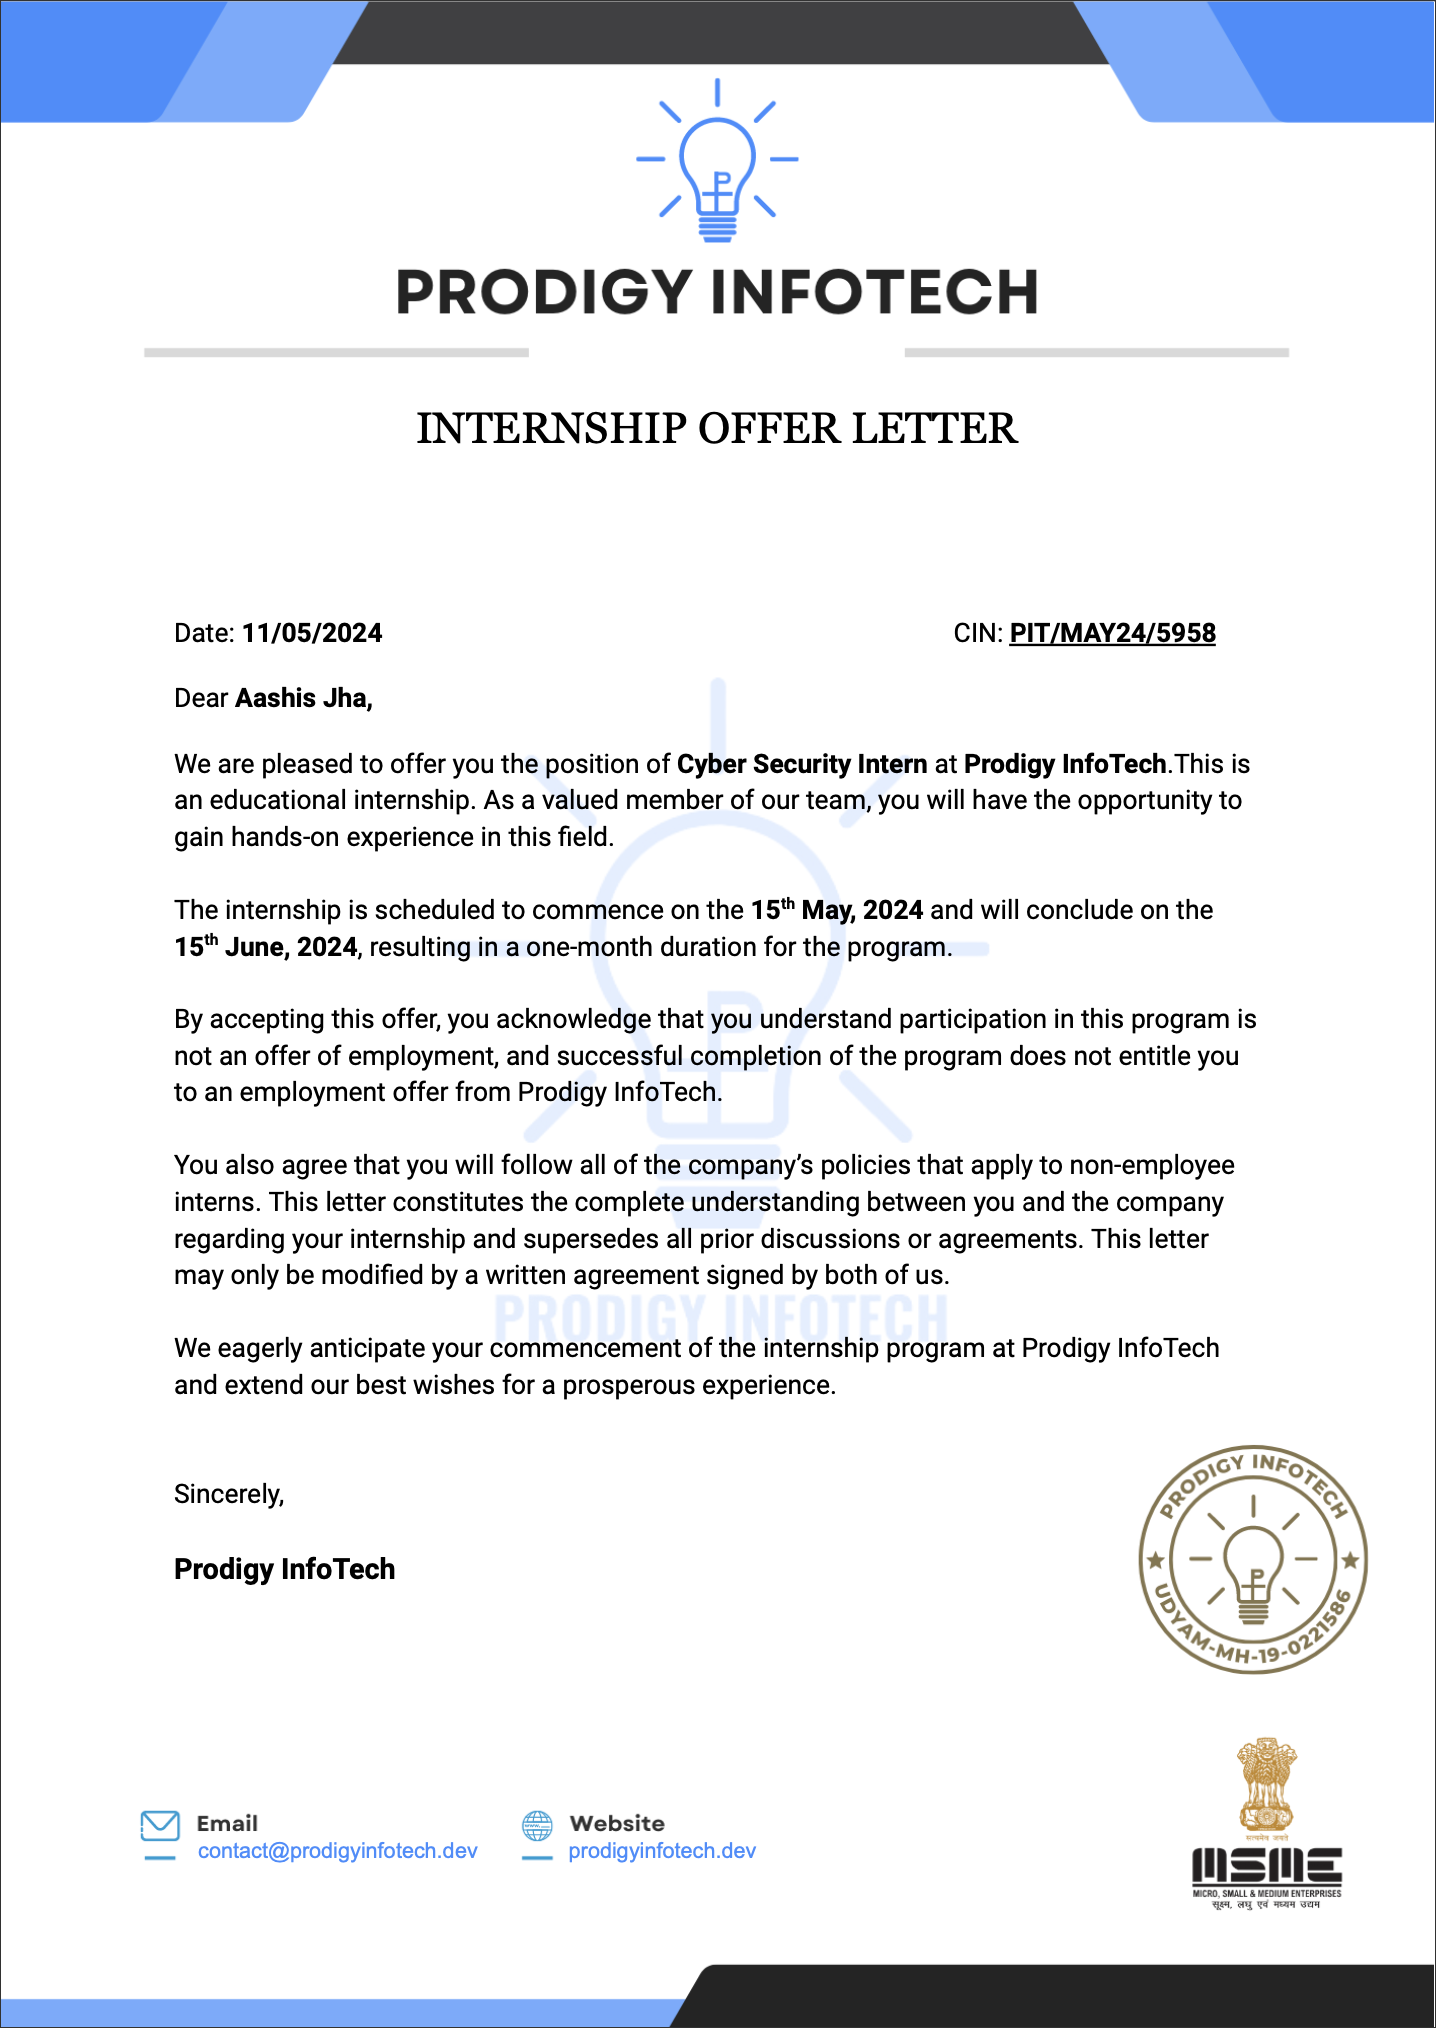 PRODIGY INFOTECH
INTERNSHIP OFFER LETTER
Date: 11/05/2024
CIN: PIT/MAY24/5958
Dear Aashis Jha,
We are pleased to offer you the position of Cyber Security Intern at Prodigy InfoTech.This is
an educational internship. As a valued member of our team, you will have the opportunity to
gain hands-on experience in this field.
The internship is scheduled to commence on the 15th May, 2024 and will conclude on the
15th June, 2024, resulting in a one-month duration for the program.
By accepting this offer, you acknowledge that you understand participation in this program is
not an offer of employment, and successful completion of the program does not entitle you
to an employment offer from Prodigy InfoTech.
You also agree that you will follow all of the company’s policies that apply to non-employee
interns. This letter constitutes the complete understanding between you and the company
regarding your internship and supersedes all prior discussions or agreements. This letter
may only be modified by a written agreement signed by both of us.
PRODIGY INFOTECH
We eagerly anticipate your commencement of the internship program at Prodigy InfoTech
and extend our best wishes for a prosperous experience.
Sincerely,
Prodigy InfoTech
PRODIGY INFOTECH
UDYAM-MH-19-0221586
Email
contact@prodigyinfotech.dev
www
Website
prodigyinfotech.dev
सत्यमेव जयते
MSME
MICRO, SMALL & MEDIUM ENTERPRISES
सूक्ष्म, लघु एवं मध्यम उद्यम